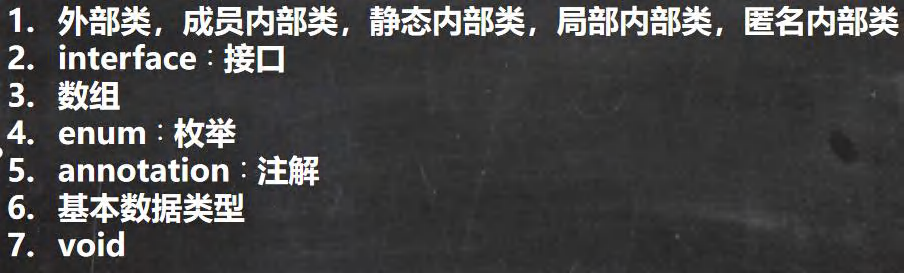 1. 外部类，成员内部类，静态内部类，局部内部类，匿名内部类
2. interface：接口
3. 数组
4. enum：枚举
5. annotation：注解
6. 基本数据类型
7. void